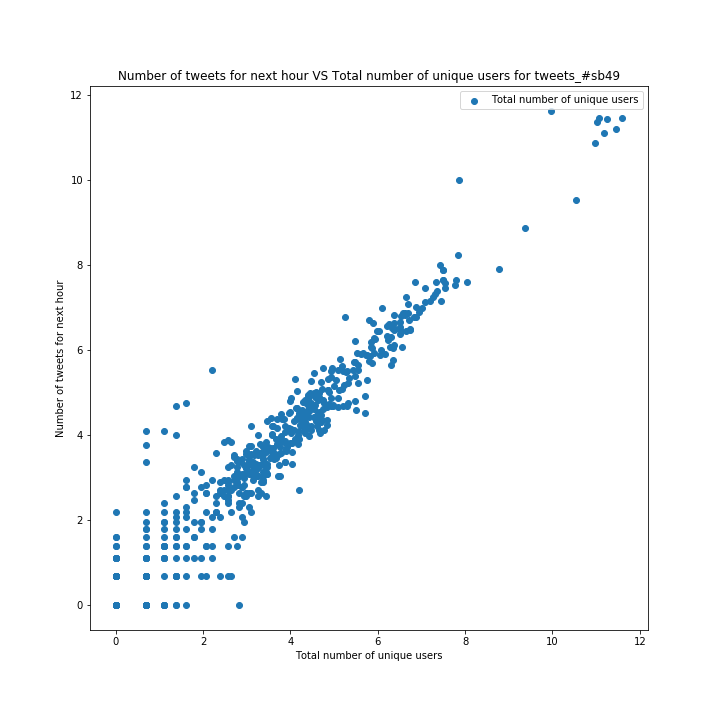 Number of tweets for next hour VS Total number of unique users for tweets_#sb49
Total number of unique users
12
10
8
6
4
2
0
Number of tweets for next hour
0 2 4 6 8 10 12
Total number of unique users